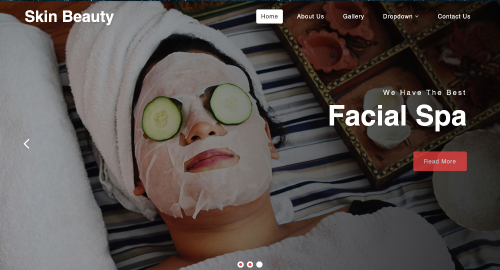 Skin Beauty
Home About Us Gallery Dropdown Contact Us
We Have The Best
Facial Spa
Read More